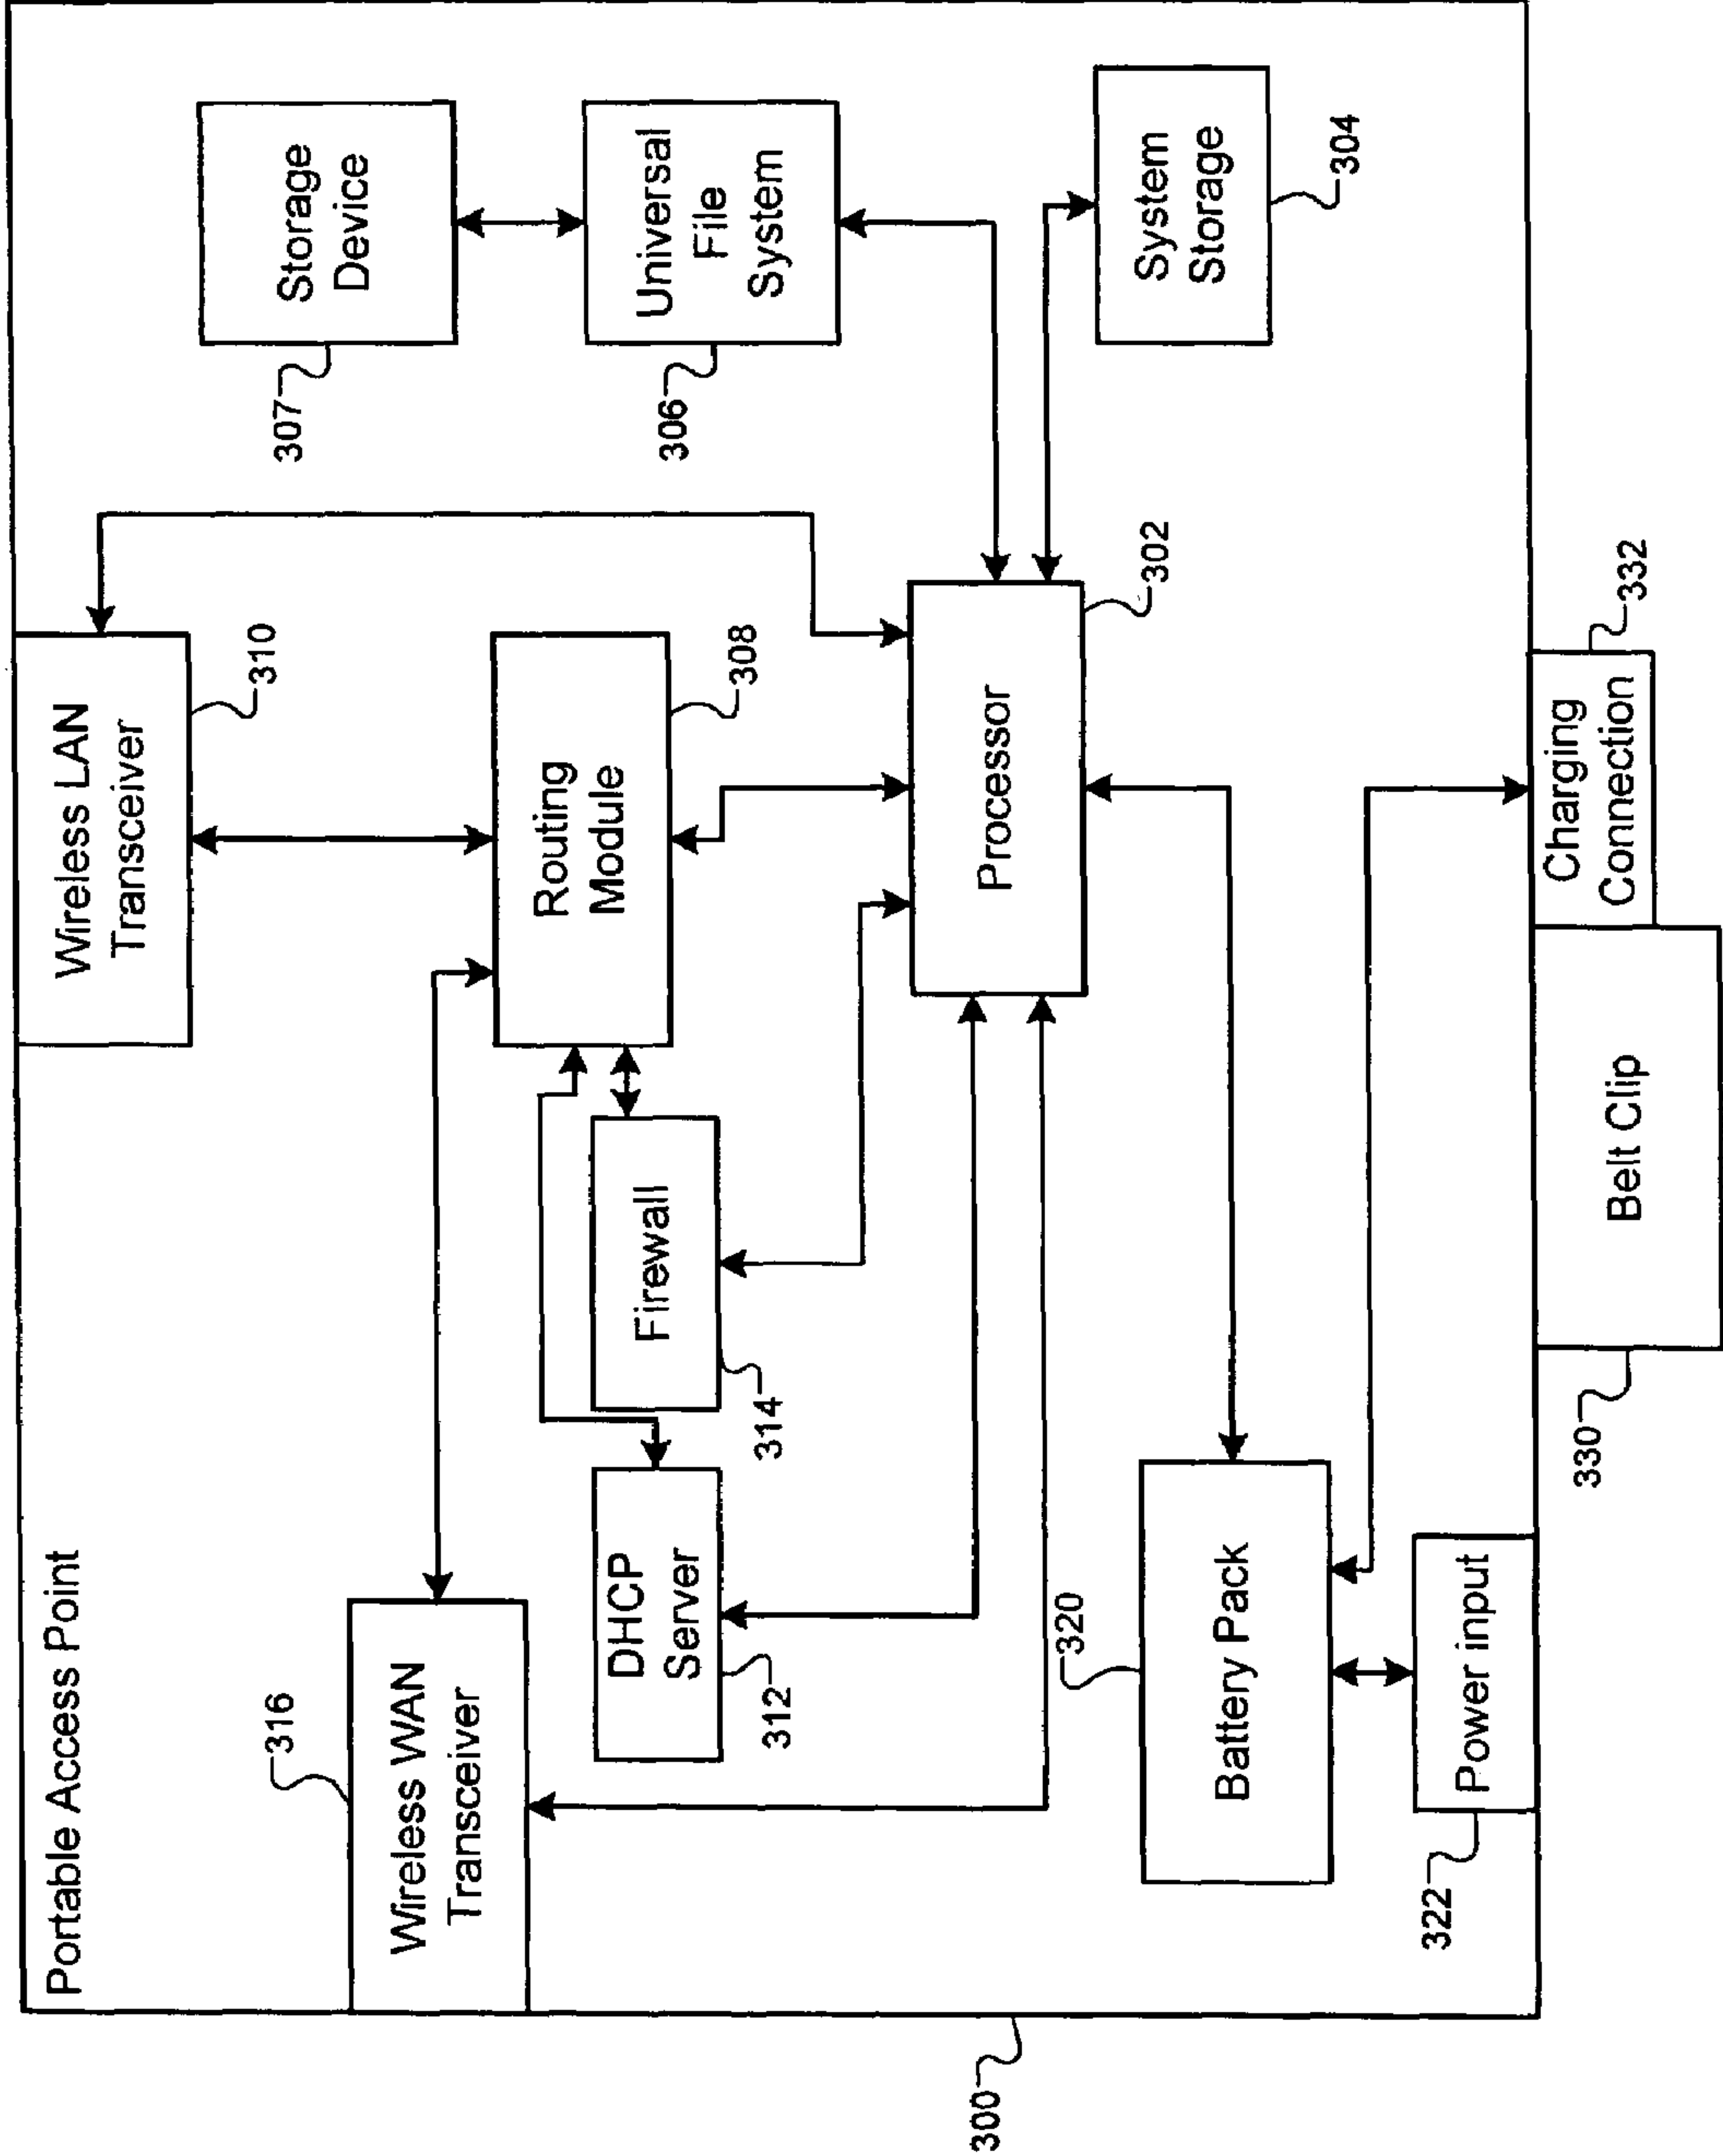 Portable Access Point
Wireless LAN
Transceiver
310
Storage
Device
307
316
Wireless WAN
Transceiver
Routing
Module
308
Universal
File
System
306
DHCP
Server
312
Firewall
314
Processor
302
System
Storage
304
320
Battery Pack
322
Power input
300
330
Belt Clip
Charging
Connection
332